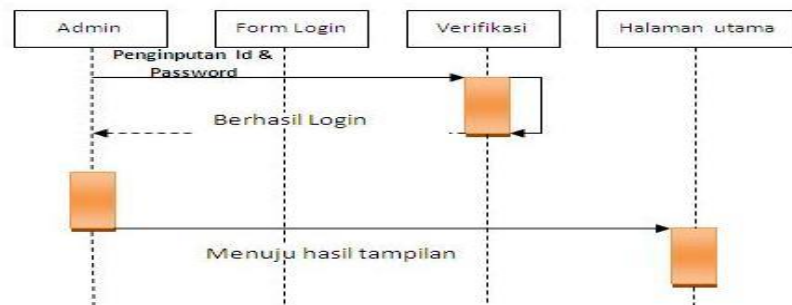 Admin
Form Login
Verifikasi
Halaman utama
Penginputan Id &
Password
Berhasil Login
Menuju hasil tampilan